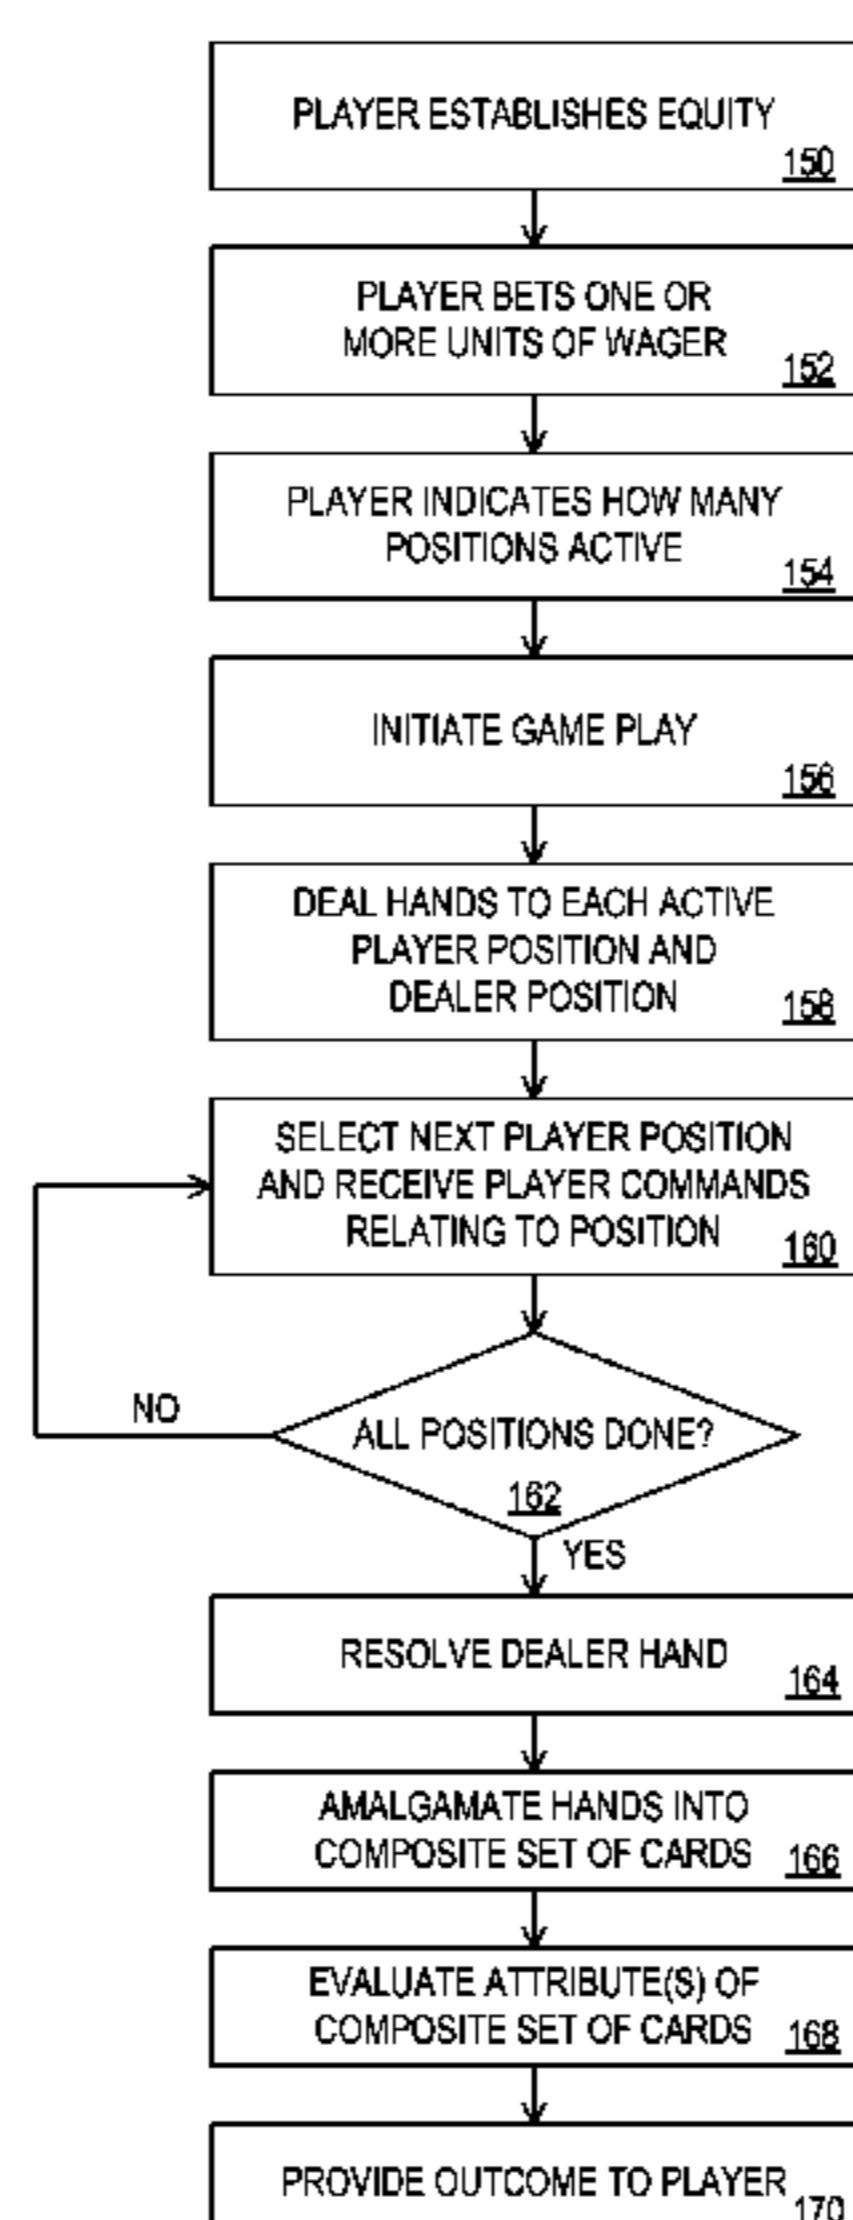 PLAYER ESTABLISHES EQUITY
150
PLAYER BETS ONE OR
MORE UNITS OF WAGER
152
PLAYER INDICATES HOW MANY
POSITIONS ACTIVE
154
INITIATE GAME PLAY
156
DEAL HANDS TO EACH ACTIVE
PLAYER POSITION AND
DEALER POSITION
158
SELECT NEXT PLAYER POSITION
AND RECEIVE PLAYER COMMANDS
RELATING TO POSITION
160
NO
ALL POSITIONS DONE?
162
YES
RESOLVE DEALER HAND
164
AMALGAMATE HANDS INTO
COMPOSITE SET OF CARDS
166
EVALUATE ATTRIBUTE(S) OF
COMPOSITE SET OF CARDS
168
PROVIDE OUTCOME TO PLAYER
170